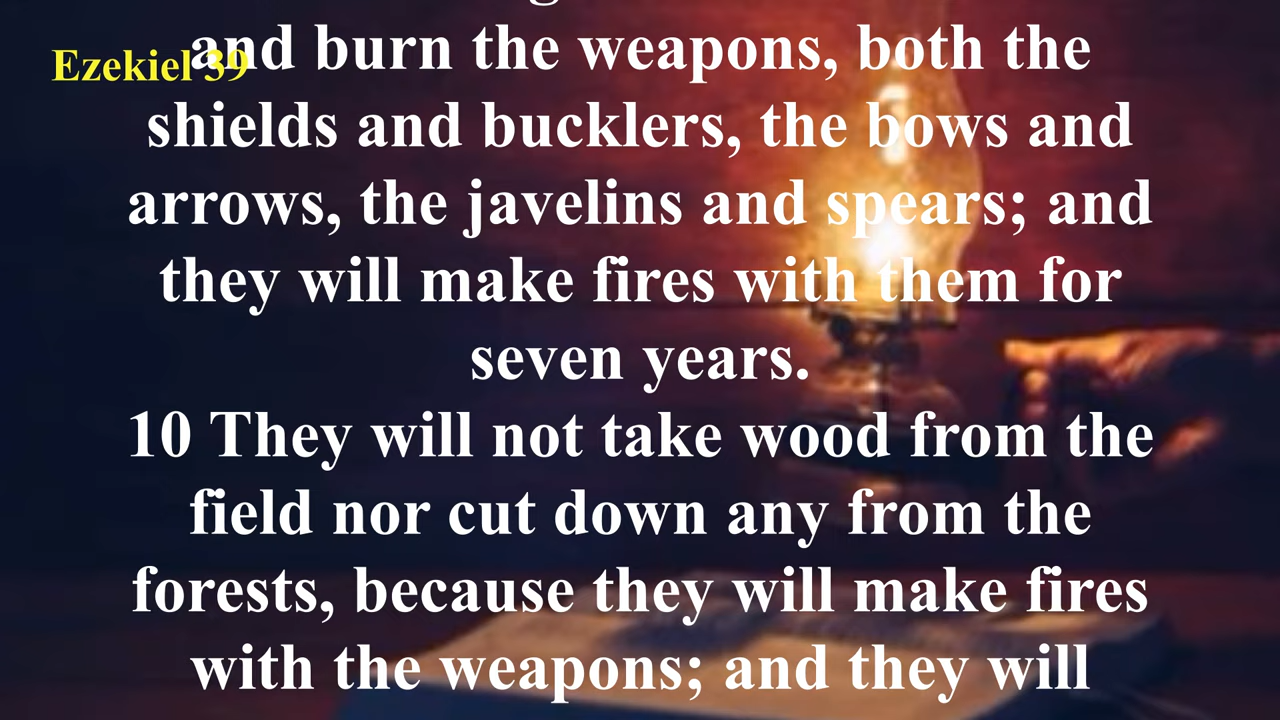 Ezekiel 39
and burn the weapons, both the
shields and bucklers, the bows and
arrows, the javelins and spears; and
they will make fires with them for
seven years.
10 They will not take wood from the
field nor cut down any from the
forests, because they will make fires
with the weapons; and they will